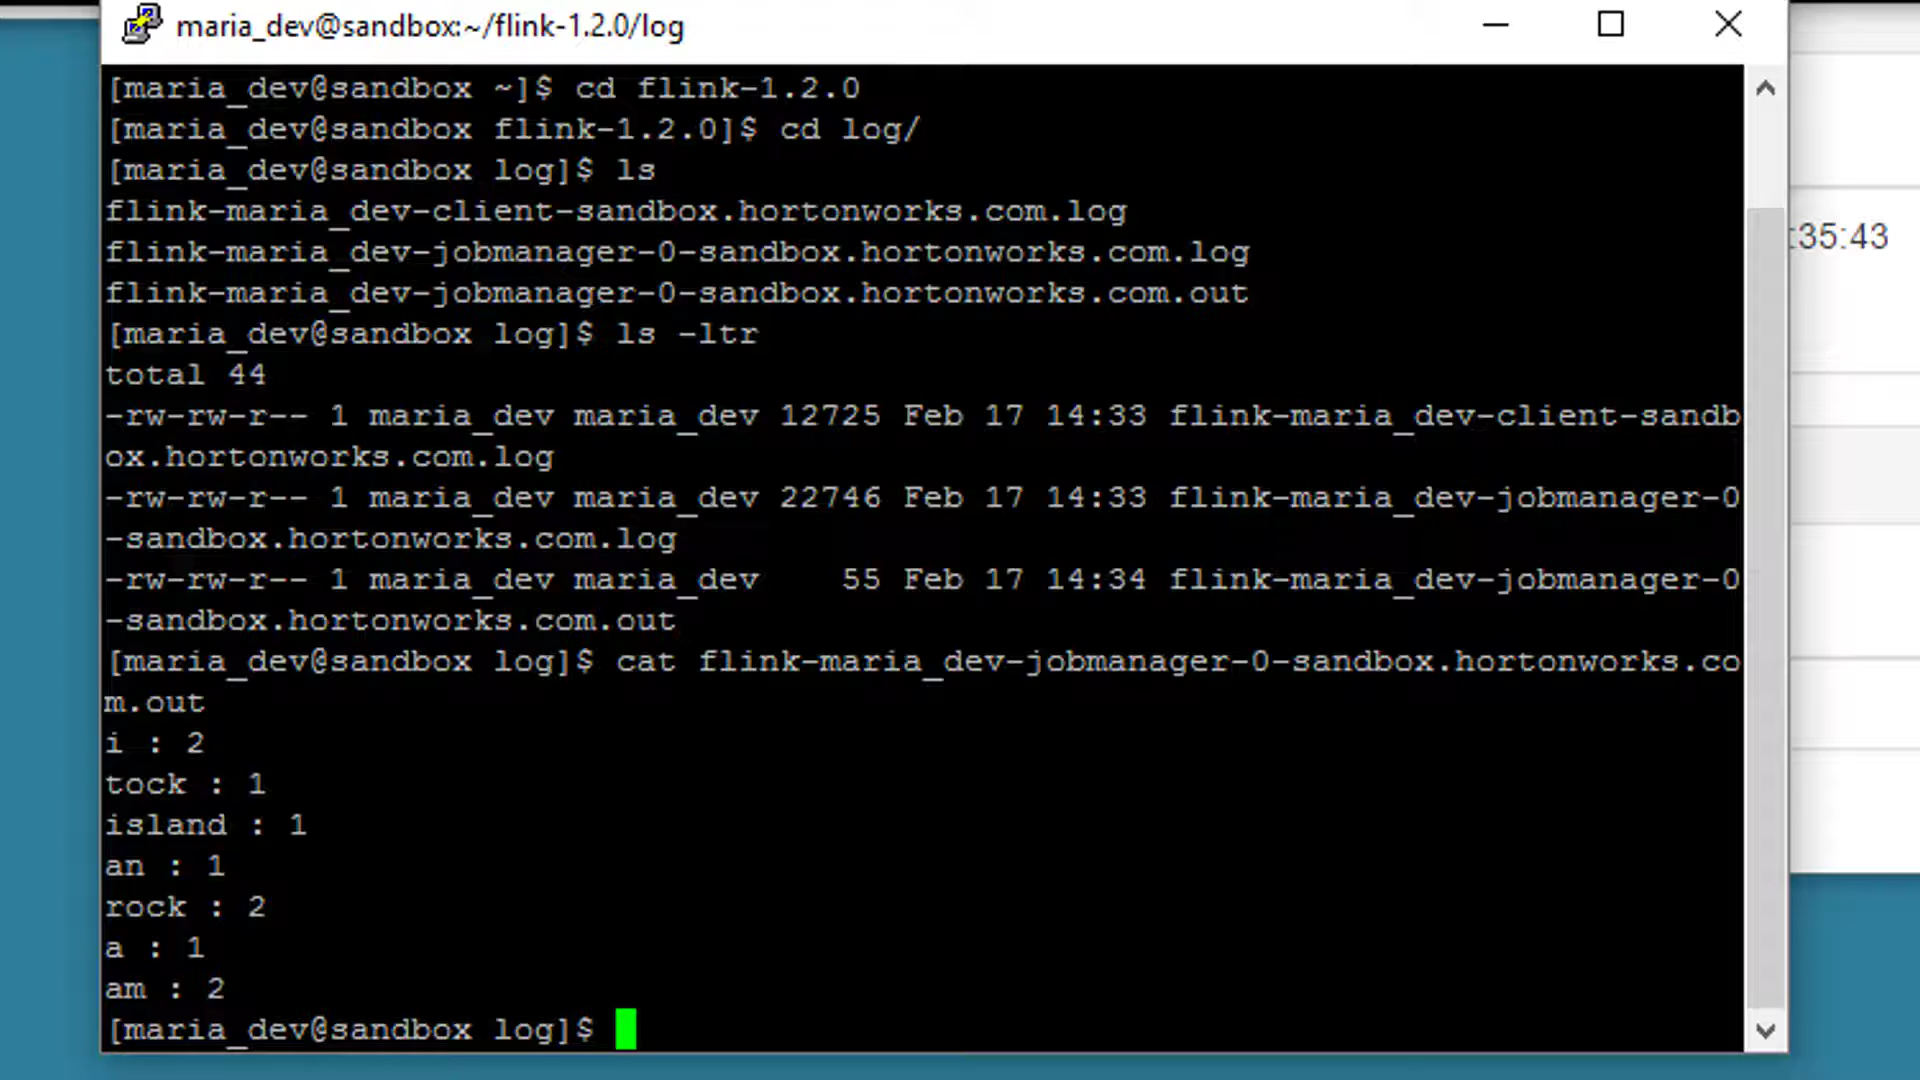 maria_dev@sandbox:~/flink-1.2.0/log
[maria_dev@sandbox ~]$ cd flink-1.2.0
[maria_dev@sandbox flink-1.2.0]$ cd log/
[maria_dev@sandbox log]$ ls
flink-maria_dev-client-sandbox.hortonworks.com.log
flink-maria_dev-jobmanager-0-sandbox.hortonworks.com.log
flink-maria_dev-jobmanager-0-sandbox.hortonworks.com.out
[maria_dev@sandbox log]$ ls -ltr
total 44
-rw-rw-r-- 1 maria_dev maria_dev 12725 Feb 17 14:33 flink-maria_dev-client-sandb
ox.hortonworks.com.log
-rw-rw-r-- 1 maria_dev maria_dev 22746 Feb 17 14:33 flink-maria_dev-jobmanager-0
-sandbox.hortonworks.com.log
-rw-rw-r-- 1 maria_dev maria_dev    55 Feb 17 14:34 flink-maria_dev-jobmanager-0
-sandbox.hortonworks.com.out
[maria_dev@sandbox log]$ cat flink-maria_dev-jobmanager-0-sandbox.hortonworks.co
m.out
i : 2
tock : 1
island : 1
an : 1
rock : 2
a : 1
am : 2
[maria_dev@sandbox log]$
:35:43